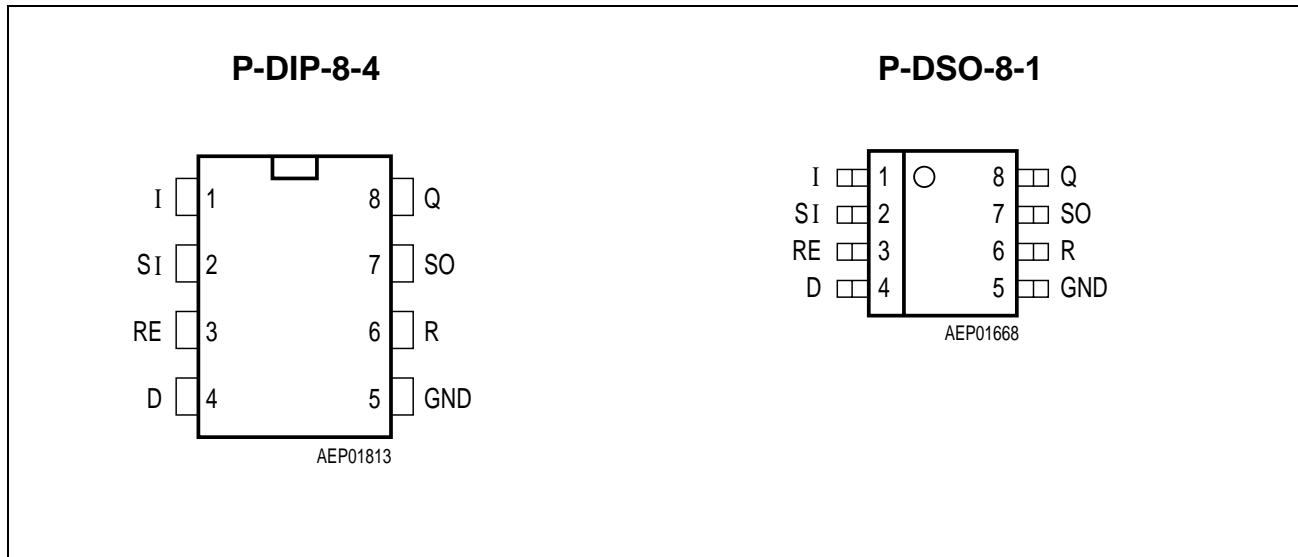 P-DIP-8-4
I 1 8 Q
SI 2 7 SO
RE 3 6 R
D 4 5 GND
AEP01813
P-DSO-8-1
I 1 8 Q
SI 2 7 SO
RE 3 6 R
D 4 5 GND
AEP01668